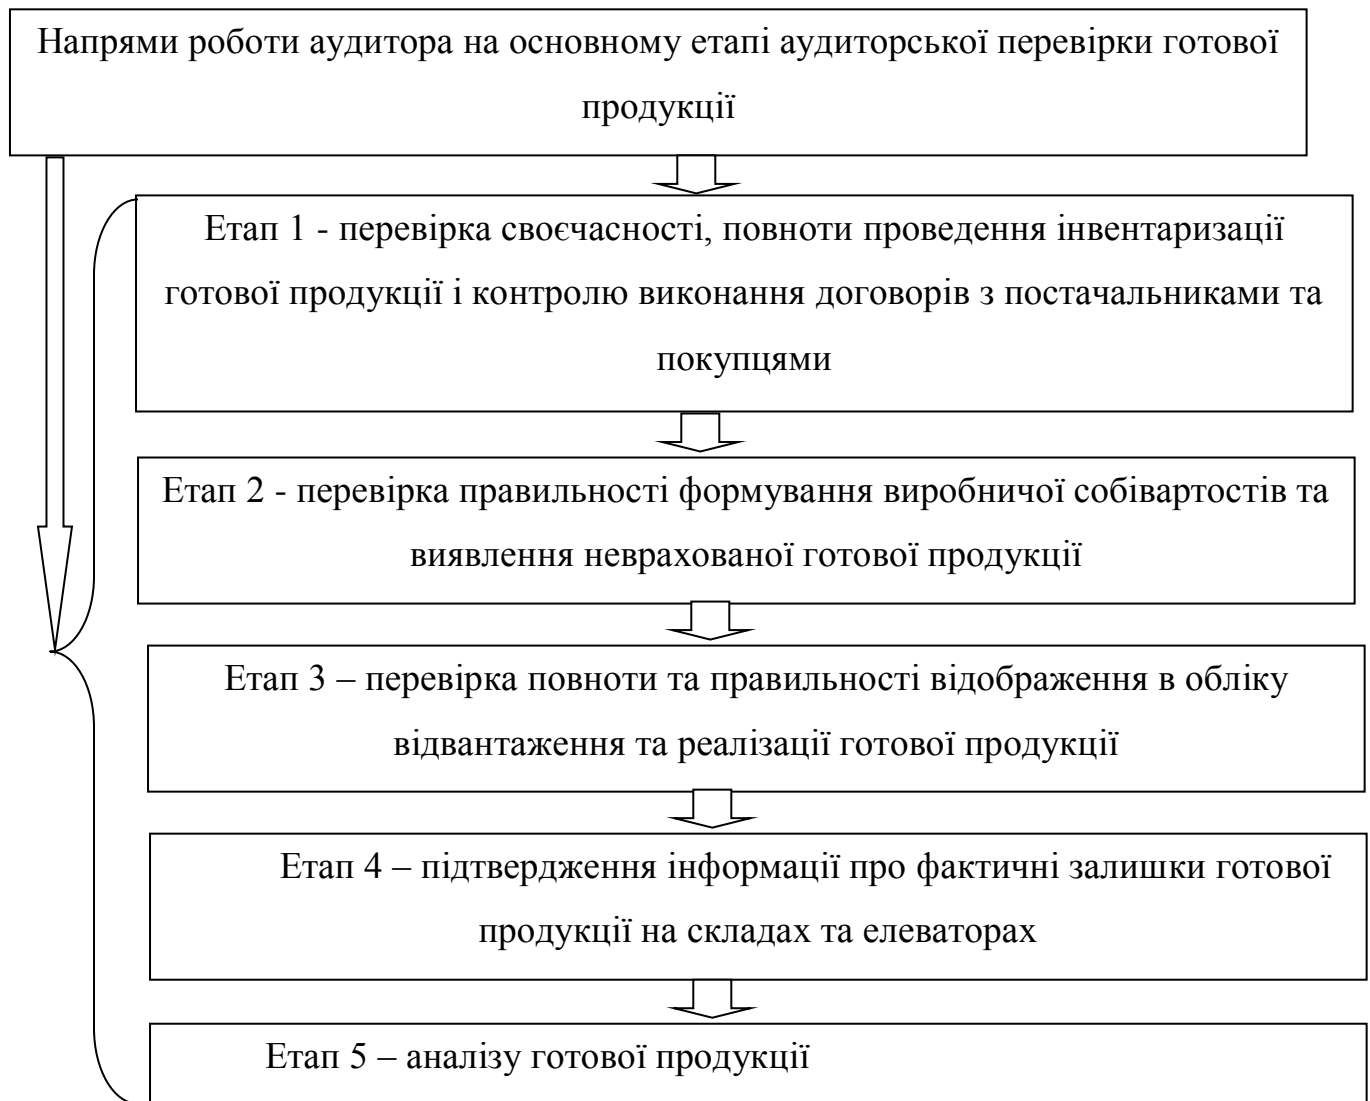 Напрями роботи аудитора на основному етапі аудиторської перевірки готової
продукції
Етап 1 - перевірка своєчасності, повноти проведення інвентаризації
готової продукції і контролю виконання договорів з постачальниками та
покупцями
Етап 2 - перевірка правильності формування виробничої собівартостів та
виявлення неврахованої готової продукції
Етап 3 – перевірка повноти та правильності відображення в обліку
відвантаження та реалізації готової продукції
Етап 4 – підтвердження інформації про фактичні залишки готової
продукції на складах та елеваторах
Етап 5 – аналізу готової продукції